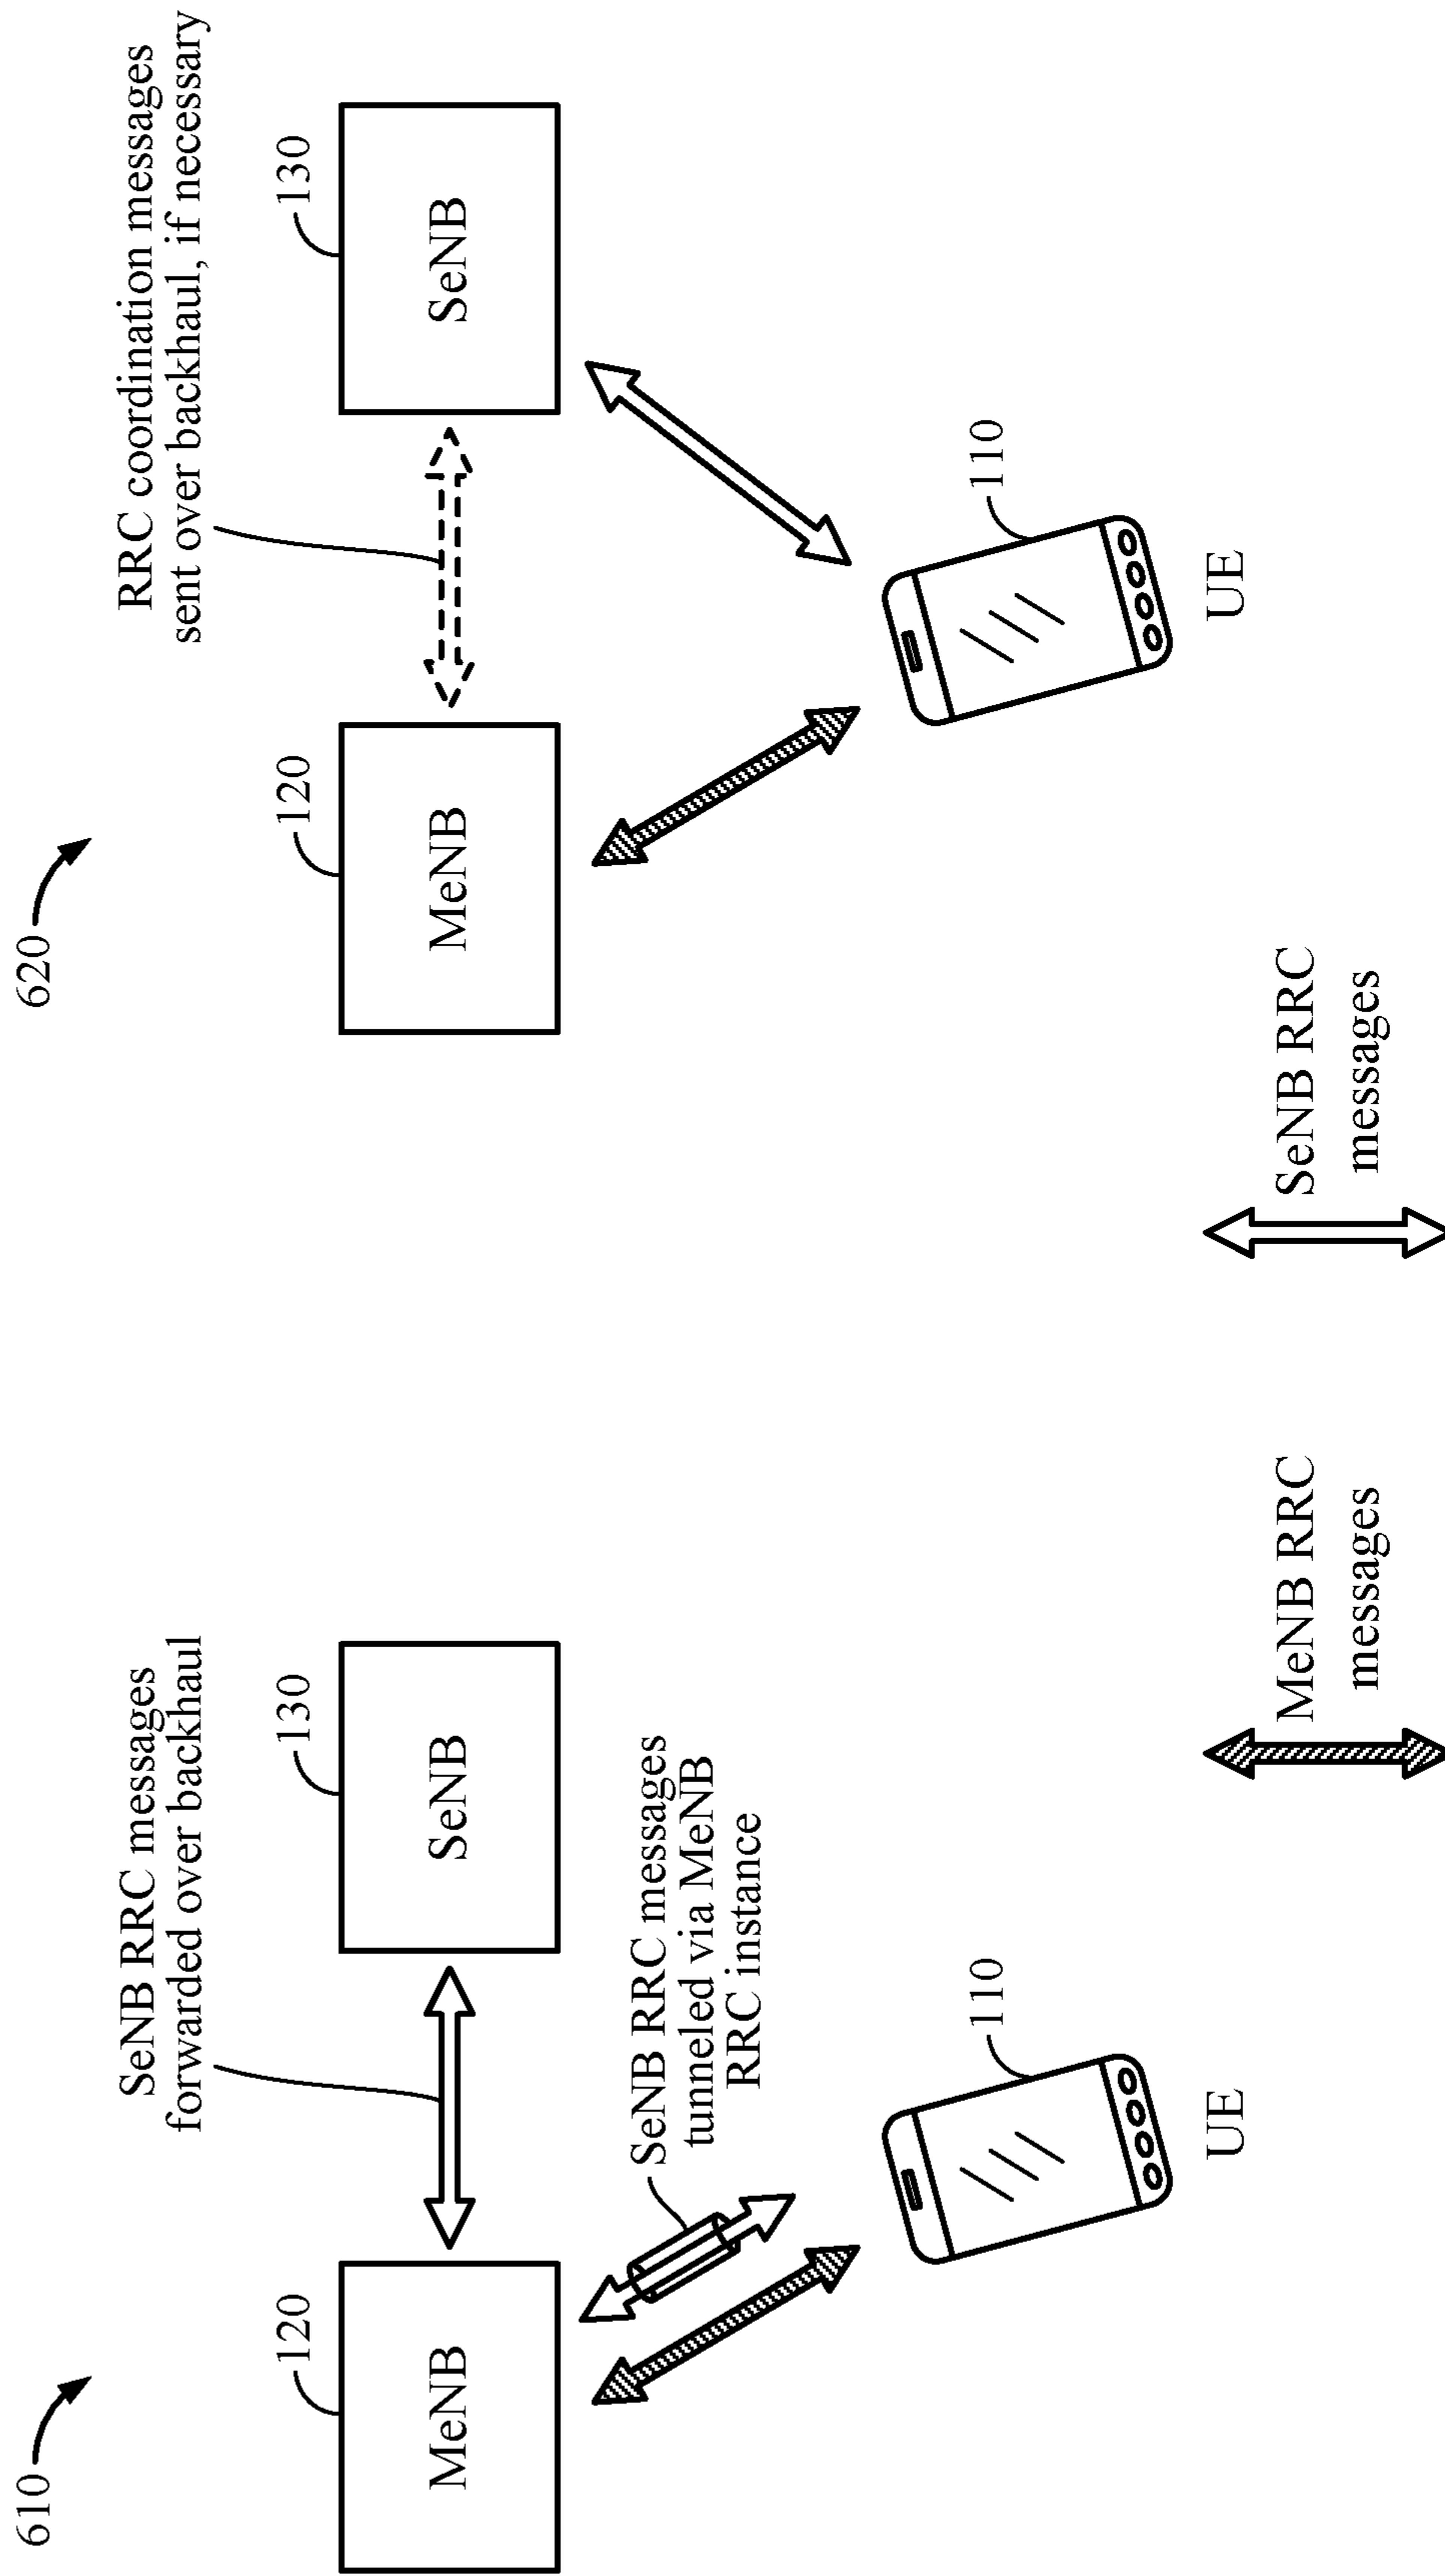 610
SeNB RRC messages
forwarded over backhaul
120
130
MeNB
SeNB
SeNB RRC messages
tunneled via MeNB
RRC instance
110
UE
620
RRC coordination messages
sent over backhaul, if necessary
120
130
MeNB
SeNB
110
UE
MeNB RRC
messages
SeNB RRC
messages